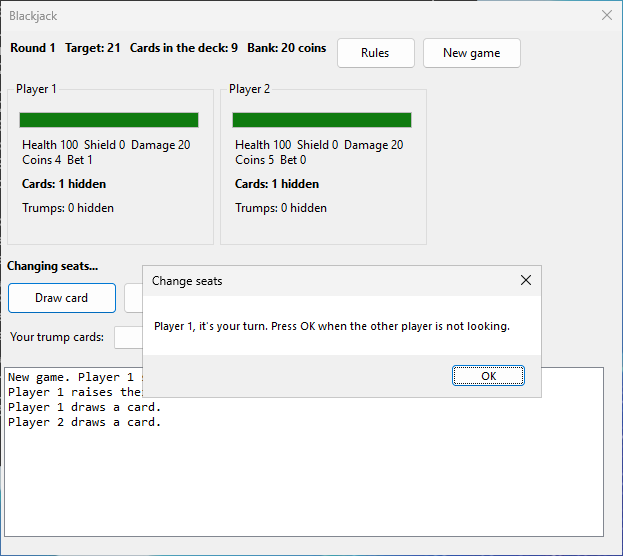 Blackjack
Round 1 Target: 21 Cards in the deck: 9 Bank: 20 coins
Rules
New game
Player 1
Health 100 Shield 0 Damage 20
Coins 4 Bet 1
Cards: 1 hidden
Trumps: 0 hidden
Player 2
Health 100 Shield 0 Damage 20
Coins 5 Bet 0
Cards: 1 hidden
Trumps: 0 hidden
Changing seats...
Draw card
Change seats
Player 1, it's your turn. Press OK when the other player is not looking.
OK
Your trump cards:
New game. Player 1
Player 1 raises the
Player 1 draws a card.
Player 2 draws a card.